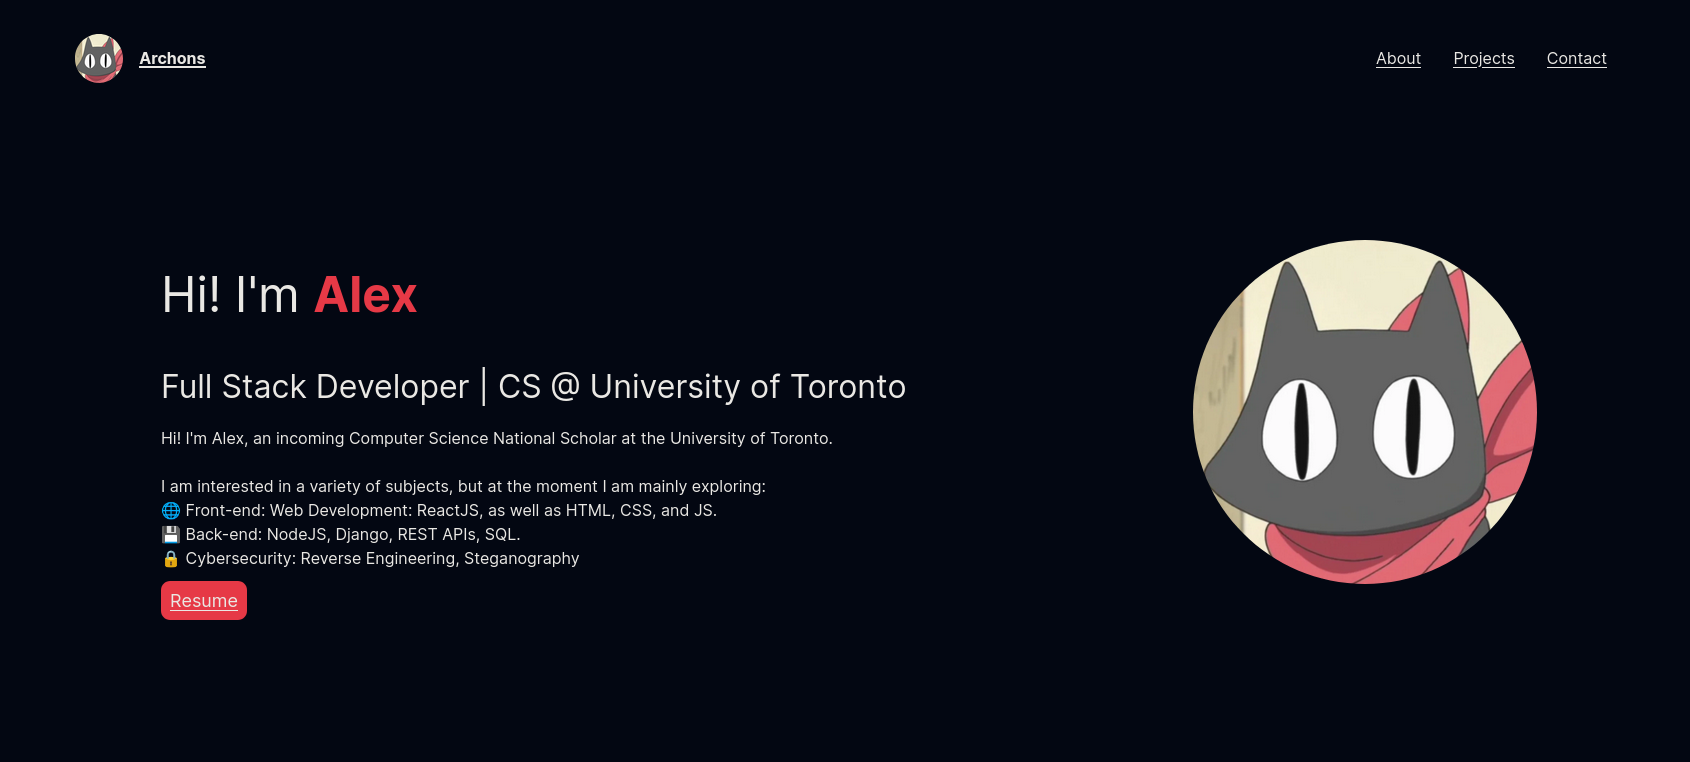 Archons
About
Projects
Contact
Hi! I'm Alex
Full Stack Developer | CS @ University of Toronto
Hi! I'm Alex, an incoming Computer Science National Scholar at the University of Toronto.
I am interested in a variety of subjects, but at the moment I am mainly exploring:
🌐 Front-end: Web Development: ReactJS, as well as HTML, CSS, and JS.
💾 Back-end: NodeJS, Django, REST APIs, SQL.
🔒 Cybersecurity: Reverse Engineering, Steganography
Resume